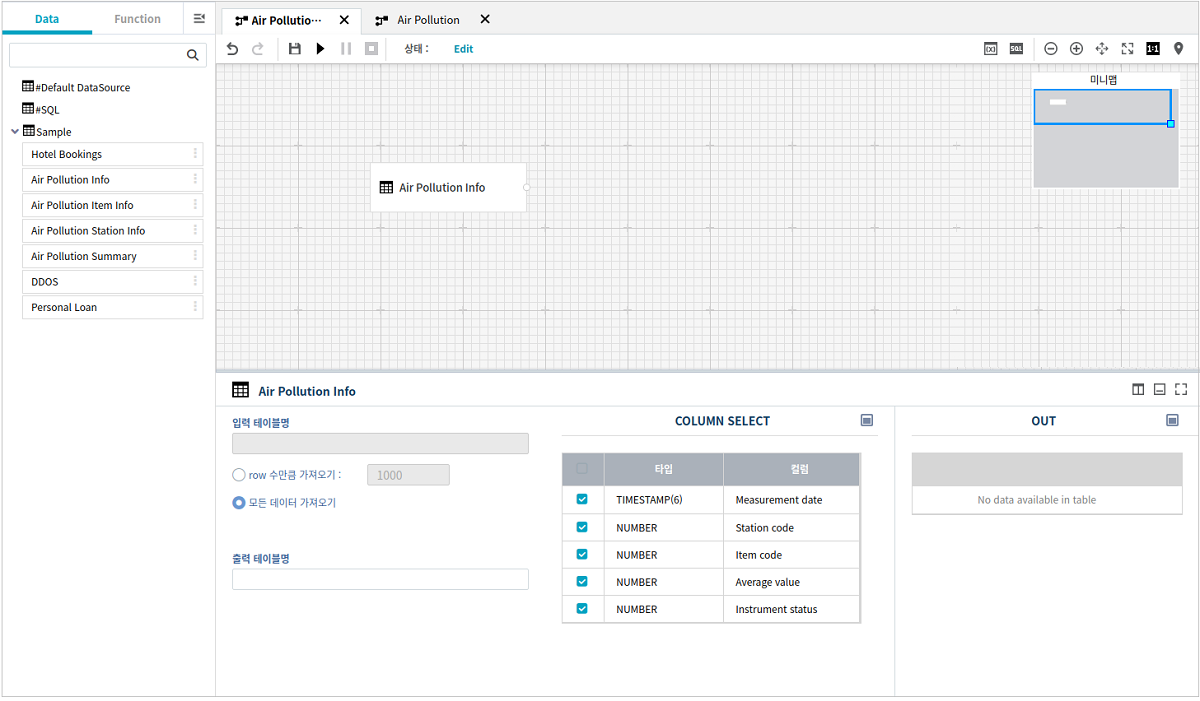 Data
Function
Air Pollutio···
Air Pollution
상태 :
Edit
SQL
1:1
#Default DataSource
#SQL
Sample
Hotel Bookings
Air Pollution Info
Air Pollution Item Info
Air Pollution Station Info
Air Pollution Summary
DDOS
Personal Loan
미니맵
Air Pollution Info
Air Pollution Info
입력 테이블명
row 수만큼 가져오기 :
1000
모든 데이터 가져오기
출력 테이블명
COLUMN SELECT
타입
컬럼
TIMESTAMP(6)
Measurement date
NUMBER
Station code
NUMBER
Item code
NUMBER
Average value
NUMBER
Instrument status
OUT
No data available in table